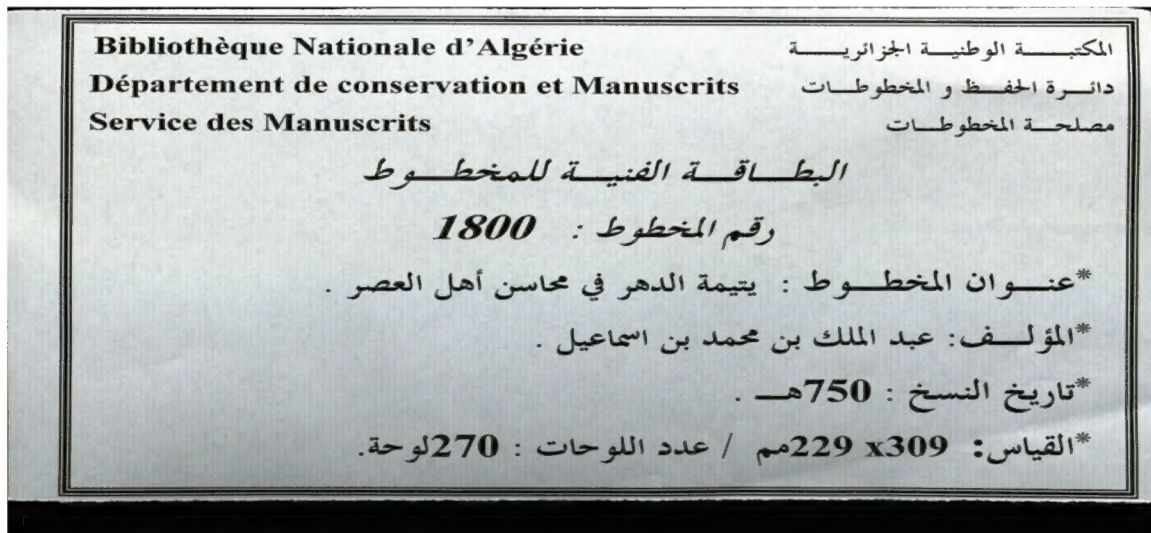 Bibliothèque Nationale d'Algérie المكتبة الوطنية الجزائرية
Département de conservation et Manuscrits دائرة الحفظ و المخطوطات
Service des Manuscrits مصلحة المخطوطات
البطاقة الفنية للمخطوط
رقم المخطوط : 1800
*عنوان المخطوط : يتيمة الدهر في محاسن أهل العصر .
*المؤلف: عبد الملك بن محمد بن اسماعيل .
*تاريخ النسخ : 750هـ .
*القياس: 309x 229مم / عدد اللوحات : 270لوحة.